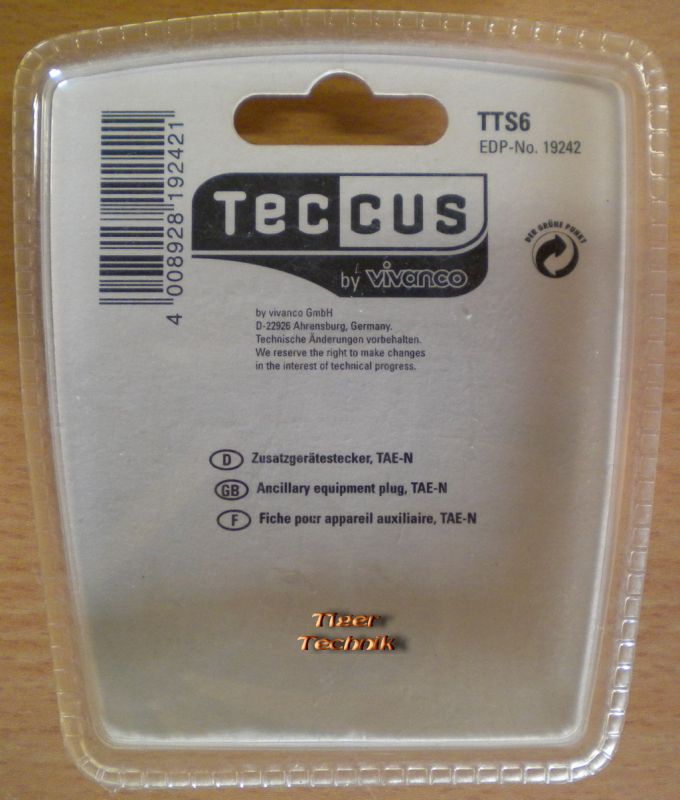 TTS6
EDP-No. 19242
4 008928 192421
Teccus
by vivanco
DER GRÜNE PUNKT
by vivanco GmbH
D-22926 Ahrensburg, Germany.
Technische Änderungen vorbehalten.
We reserve the right to make changes
in the interest of technical progress.
D Zusatzgerätestecker, TAE-N
GB Ancillary equipment plug, TAE-N
F Fiche pour appareil auxiliaire, TAE-N
Tiger
Technik